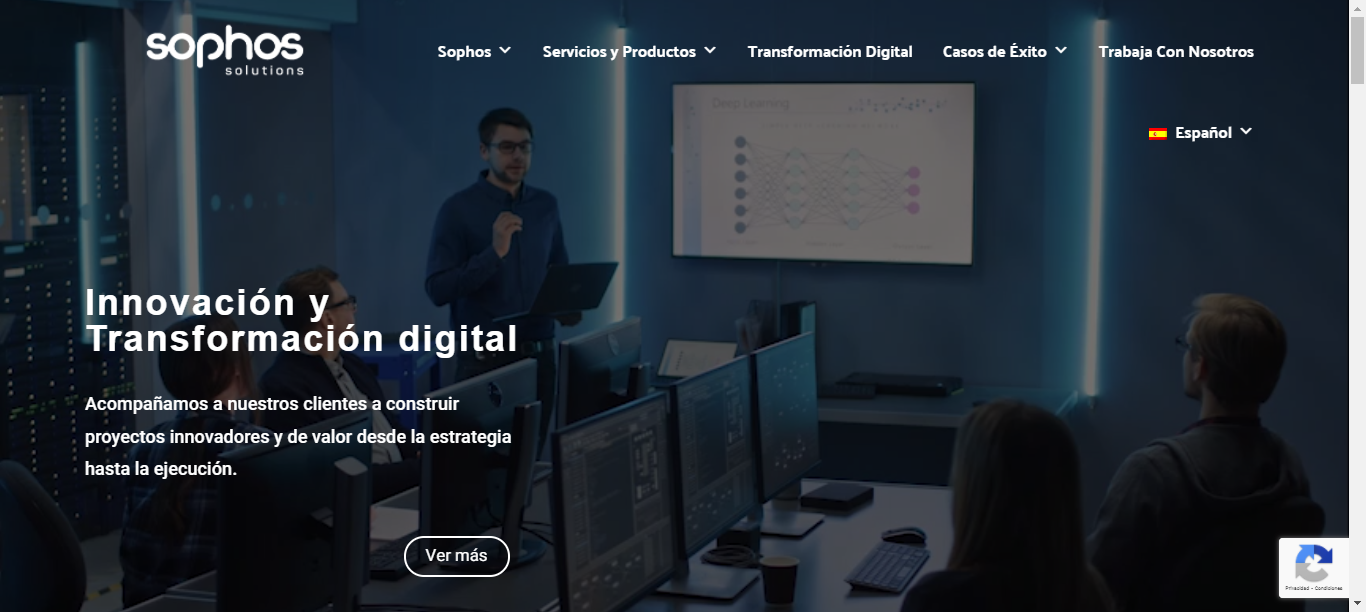 sophos
solutions
Sophos
Servicios y Productos
Transformación Digital
Casos de Éxito
Trabaja Con Nosotros
Español
Deep Learning
Innovación y
Transformación digital
Acompañamos a nuestros clientes a construir
proyectos innovadores y de valor desde la estrategia
hasta la ejecución.
Ver más
Privacidad - Condiciones